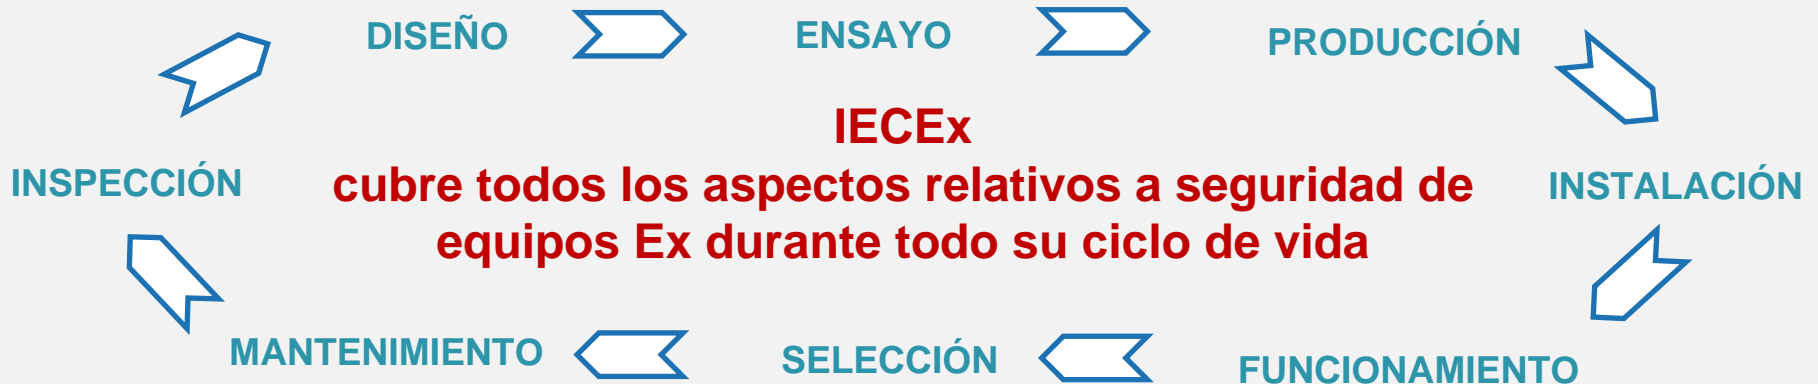 DISEÑO
ENSAYO
PRODUCCIÓN
IECEx
cubre todos los aspectos relativos a seguridad de
equipos Ex durante todo su ciclo de vida
INSPECCIÓN
INSTALACIÓN
MANTENIMIENTO
SELECCIÓN
FUNCIONAMIENTO